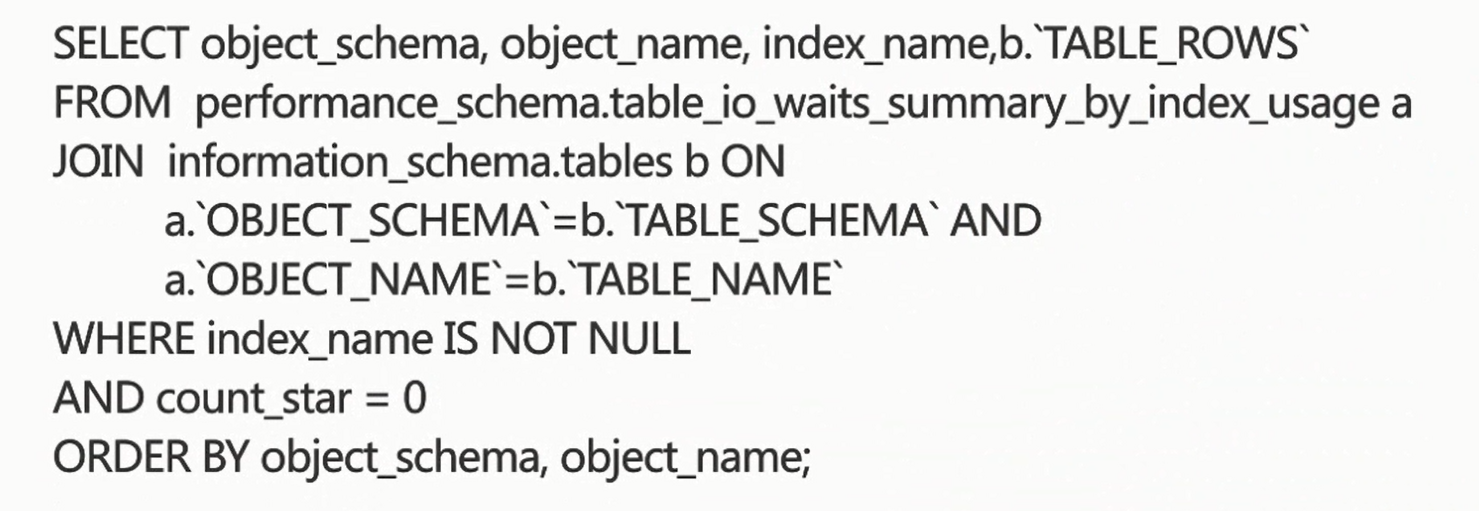 SELECT object_schema, object_name, index_name,b.`TABLE_ROWS`
FROM  performance_schema.table_io_waits_summary_by_index_usage a
JOIN  information_schema.tables b ON
        a.`OBJECT_SCHEMA`=b.`TABLE_SCHEMA` AND
        a.`OBJECT_NAME`=b.`TABLE_NAME`
WHERE index_name IS NOT NULL
AND count_star = 0
ORDER BY object_schema, object_name;